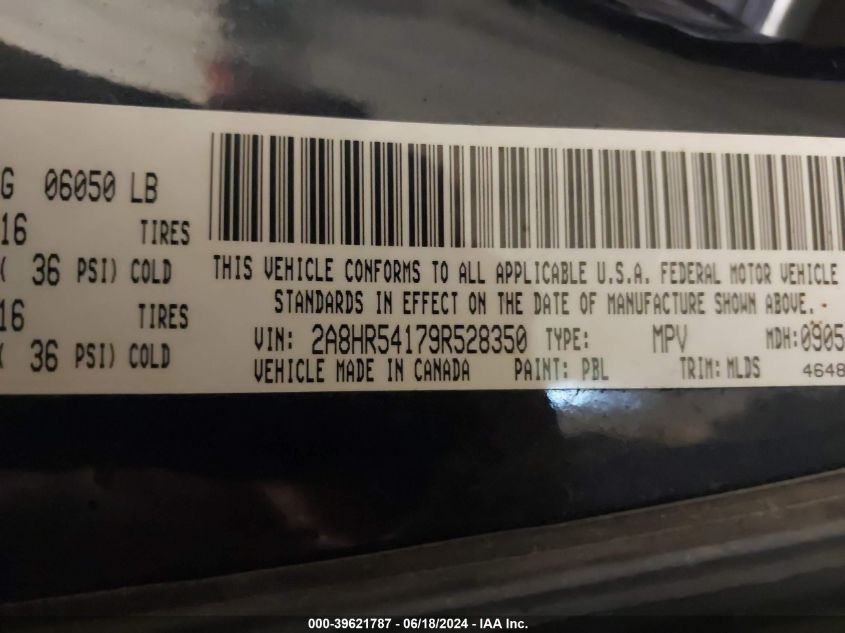 G 06050 LB
16 TIRES
( 36 PSI) COLD
16 TIRES
( 36 PSI) COLD
THIS VEHICLE CONFORMS TO ALL APPLICABLE U.S.A. FEDERAL MOTOR VEHICLE
STANDARDS IN EFFECT ON THE DATE OF MANUFACTURE SHOWN ABOVE.
VIN: 2A8HR54179R528350 TYPE: MPV MDH:0905
VEHICLE MADE IN CANADA PAINT: PBL TRIM: MLDS 4648
000-39621787 - 06/18/2024 - IAA Inc.